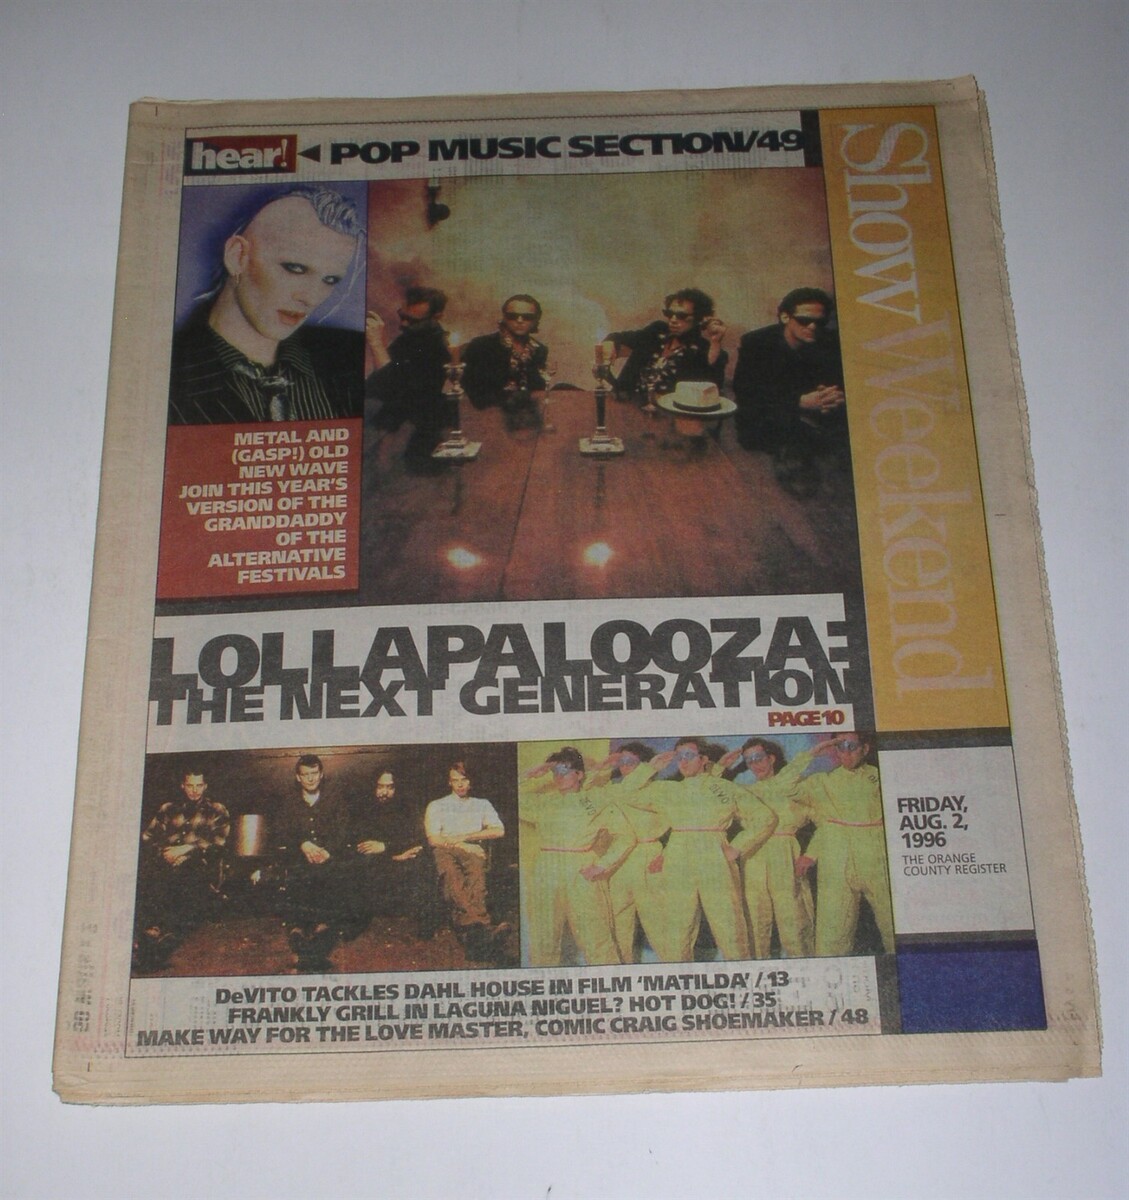 hear! POP MUSIC SECTION/49
Show Weekend
METAL AND
(GASP!) OLD
NEW WAVE
JOIN THIS YEAR'S
VERSION OF THE
GRANDDADDY
OF THE
ALTERNATIVE
FESTIVALS
LOLLAPALOOZA:
THE NEXT GENERATION
PAGE 10
FRIDAY,
AUG. 2,
1996
THE ORANGE
COUNTY REGISTER
DeVITO TACKLES DAHL HOUSE IN FILM 'MATILDA' / 13
FRANKLY GRILL IN LAGUNA NIGUEL? HOT DOG! / 35
MAKE WAY FOR THE LOVE MASTER, COMIC CRAIG SHOEMAKER / 48